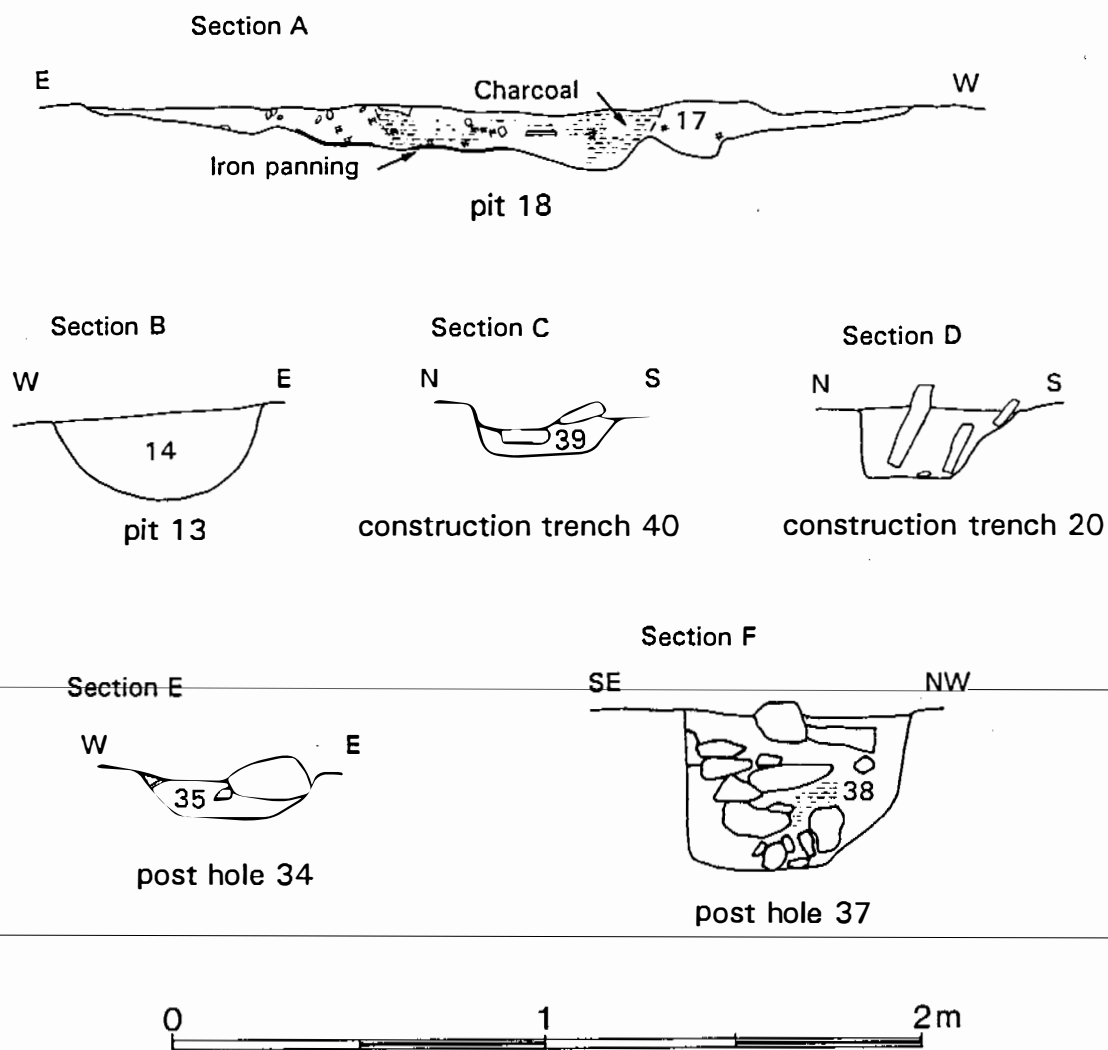 Section A
E
W
Charcoal
17
Iron panning
pit 18
Section B
W
E
14
pit 13
Section C
N
S
39
construction trench 40
Section D
N
S
construction trench 20
Section E
W
E
35
post hole 34
Section F
SE
NW
38
post hole 37
0
1
2m